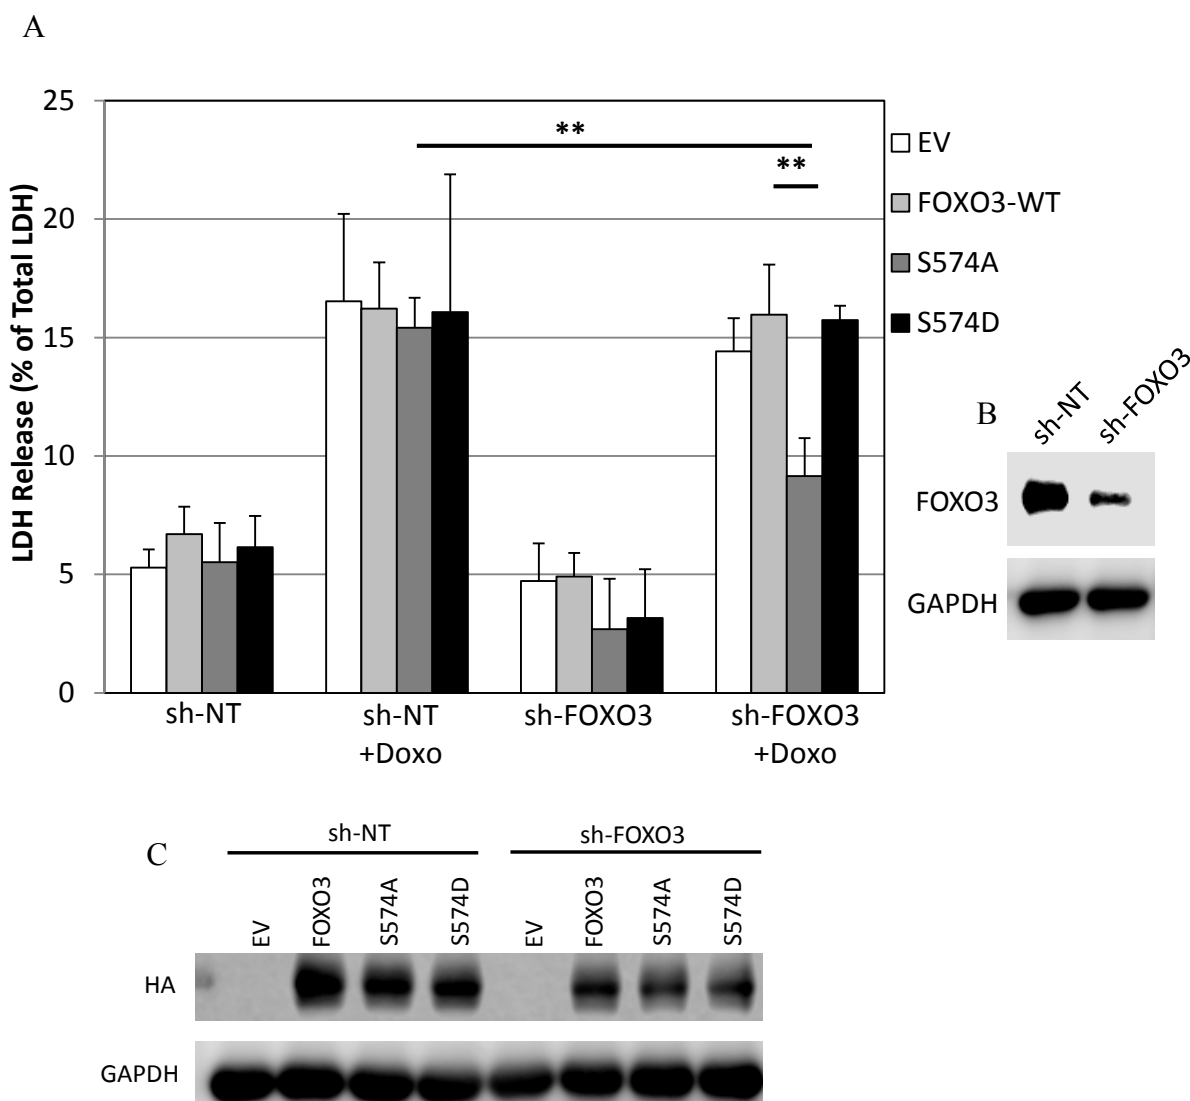 A
25
20
15
10
5
0
LDH Release (% of Total LDH)
**
**
EV
FOXO3-WT
S574A
S574D
sh-NT
sh-NT
+Doxo
sh-FOXO3
sh-FOXO3
+Doxo
B
sh-NT
sh-FOXO3
FOXO3
GAPDH
C
sh-NT
sh-FOXO3
EV
FOXO3
S574A
S574D
EV
FOXO3
S574A
S574D
HA
GAPDH